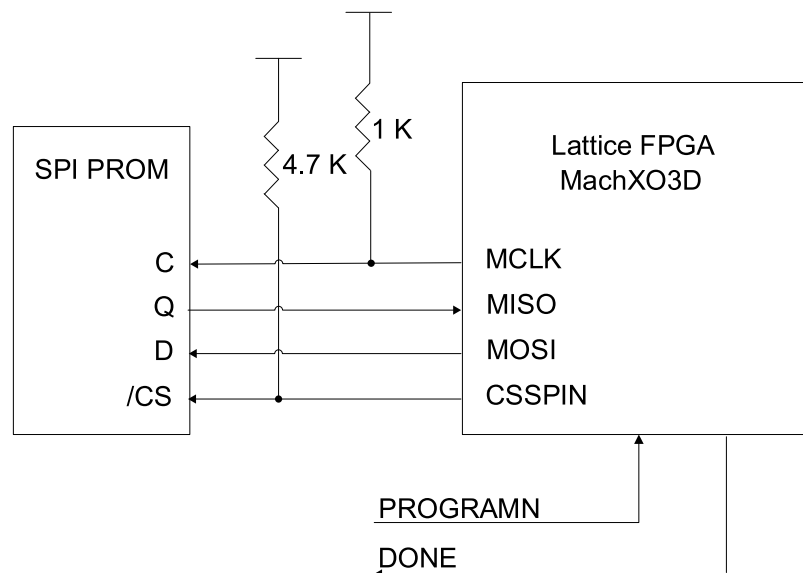 1 K
4.7 K
SPI PROM
Lattice FPGA
MachXO3D
C
MCLK
Q
MISO
D
MOSI
/CS
CSSPIN
PROGRAMN
DONE